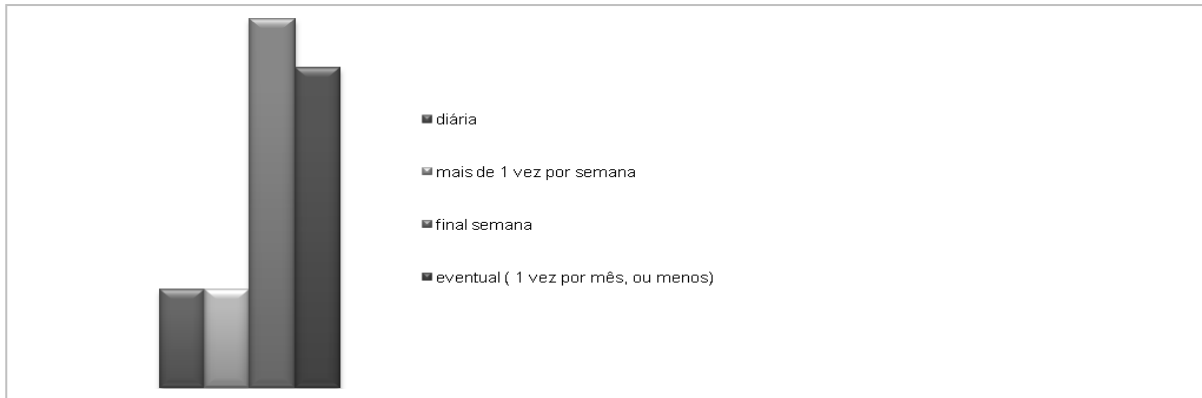 diária
mais de 1 vez por semana
final semana
eventual ( 1 vez por mês, ou menos)